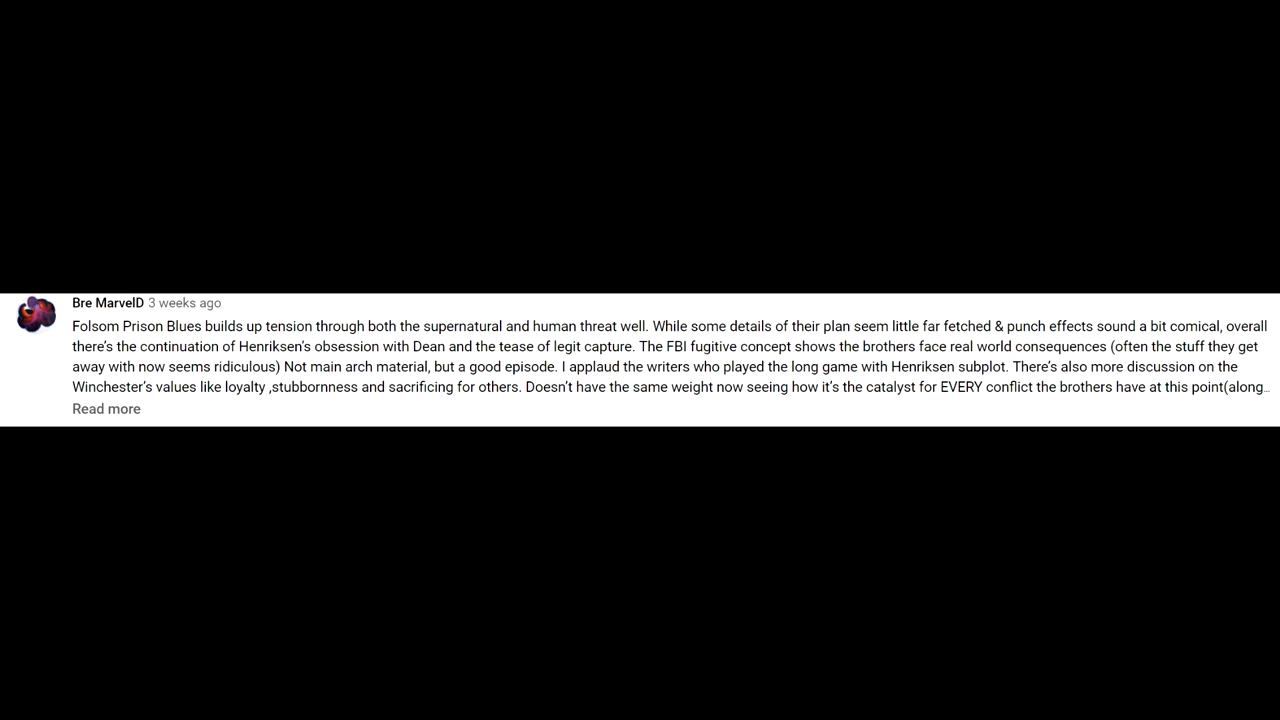 Bre MarvelD 3 weeks ago
Folsom Prison Blues builds up tension through both the supernatural and human threat well. While some details of their plan seem little far fetched & punch effects sound a bit comical, overall
there’s the continuation of Henriksen’s obsession with Dean and the tease of legit capture. The FBI fugitive concept shows the brothers face real world consequences (often the stuff they get
away with now seems ridiculous) Not main arch material, but a good episode. I applaud the writers who played the long game with Henriksen subplot. There’s also more discussion on the
Winchester’s values like loyalty ,stubbornness and sacrificing for others. Doesn’t have the same weight now seeing how it’s the catalyst for EVERY conflict the brothers have at this point(along…
Read more